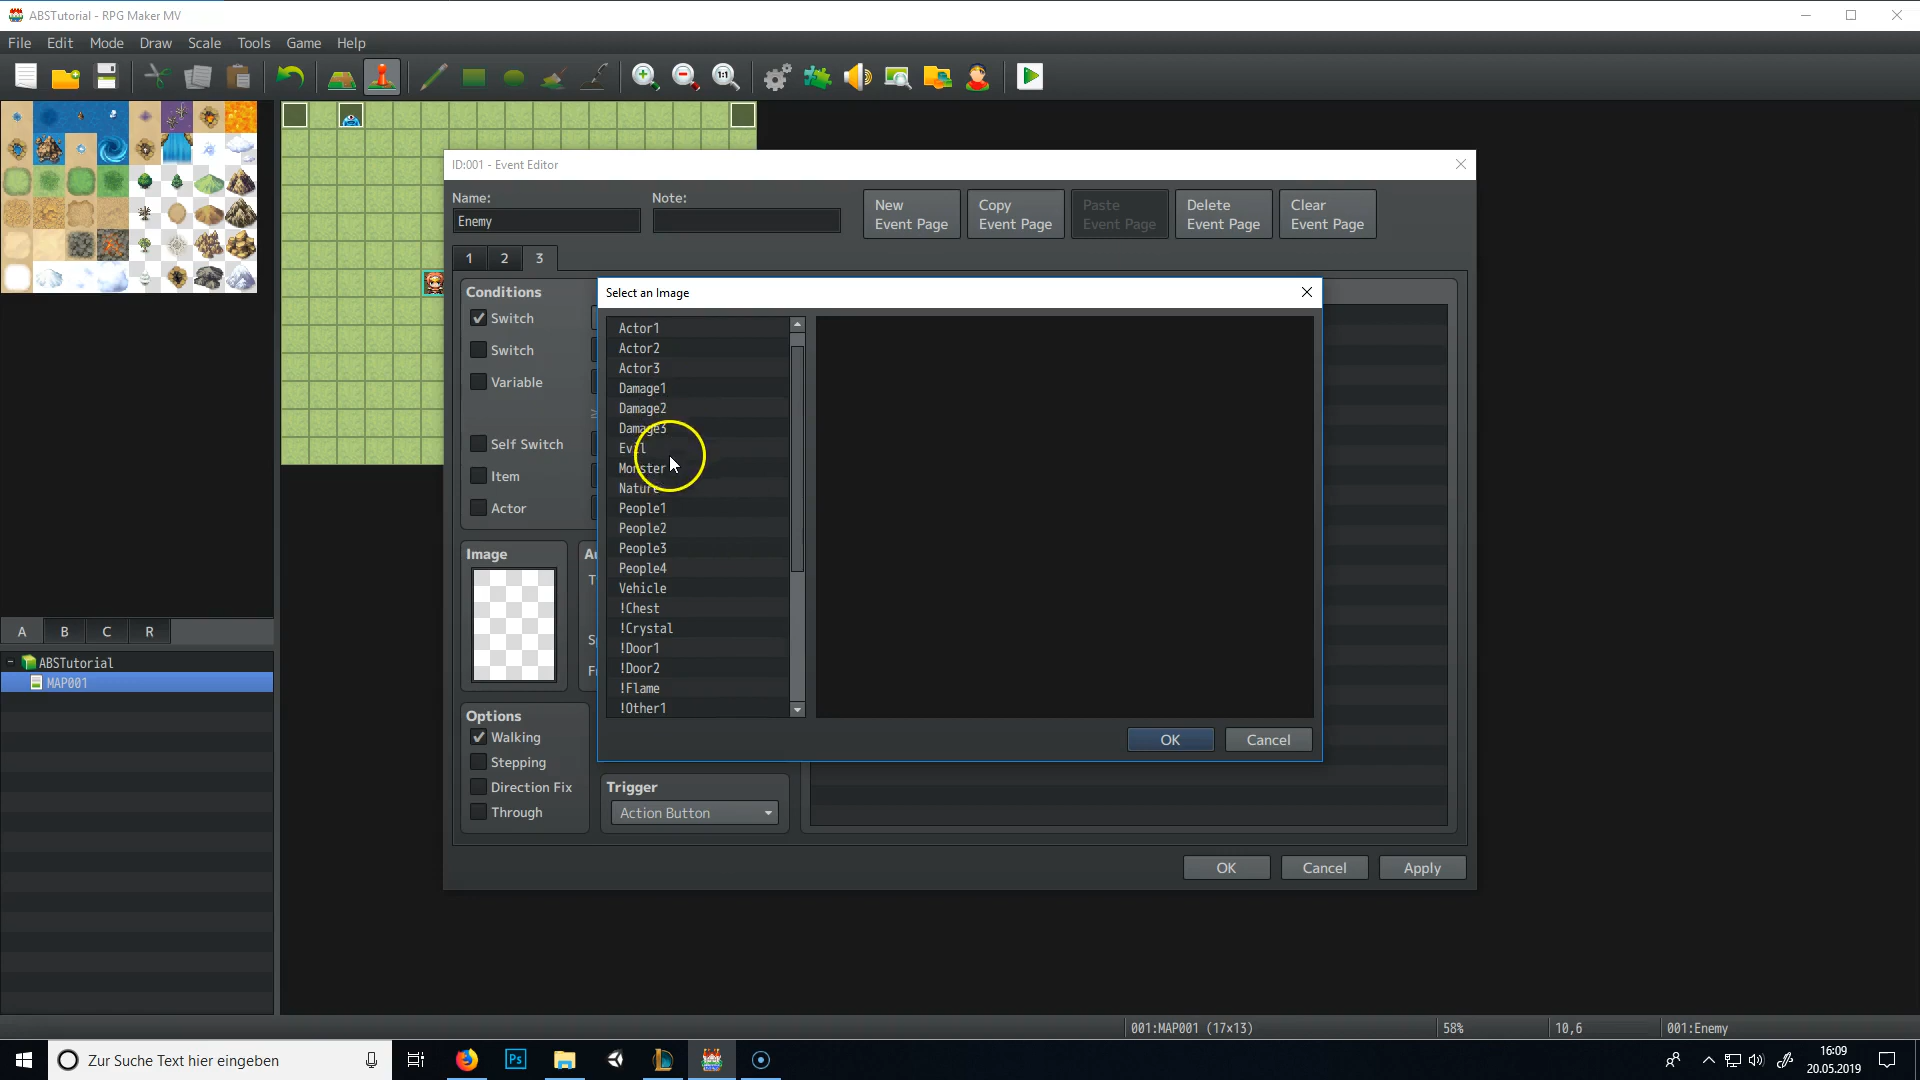 ABSTutorial - RPG Maker MV
File Edit Mode Draw Scale Tools Game Help
1:1
ID:001 - Event Editor
Name:
Note:
Enemy
New
Event Page
Copy
Event Page
Paste
Event Page
Delete
Event Page
Clear
Event Page
1 2 3
Conditions
Switch
Switch
Variable
≥
Self Switch
Item
Actor
Image
Options
Walking
Stepping
Direction Fix
Through
Trigger
Action Button
Select an Image
Actor1
Actor2
Actor3
Damage1
Damage2
Damage3
Evil
Monster
Nature
People1
People2
People3
People4
Vehicle
!Chest
!Crystal
!Door1
!Door2
!Flame
!Other1
OK Cancel
OK Cancel Apply
A B C R
ABSTutorial
MAP001
001:MAP001 (17×13) 58% 10,6 001:Enemy
Zur Suche Text hier eingeben
Ps
16:09
20.05.2019